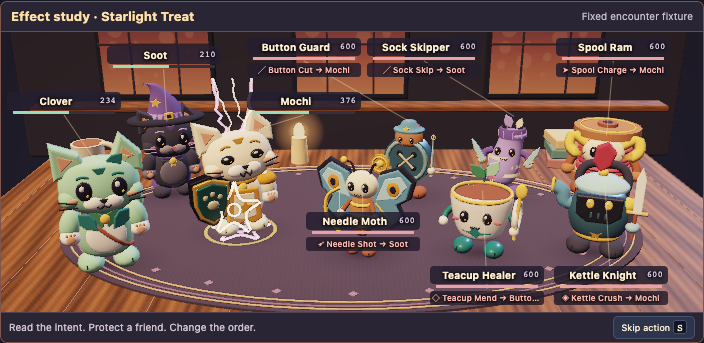 Effect study · Starlight Treat
Fixed encounter fixture
Soot 210
Button Guard 600
Button Cut → Mochi
Sock Skipper 600
Sock Skip → Soot
Spool Ram 600
Spool Charge → Mochi
Clover 234
Mochi 376
Needle Moth 600
Needle Shot → Soot
Teacup Healer 600
Teacup Mend → Butto...
Kettle Knight 600
Kettle Crush → Mochi
Read the intent. Protect a friend. Change the order.
Skip action S